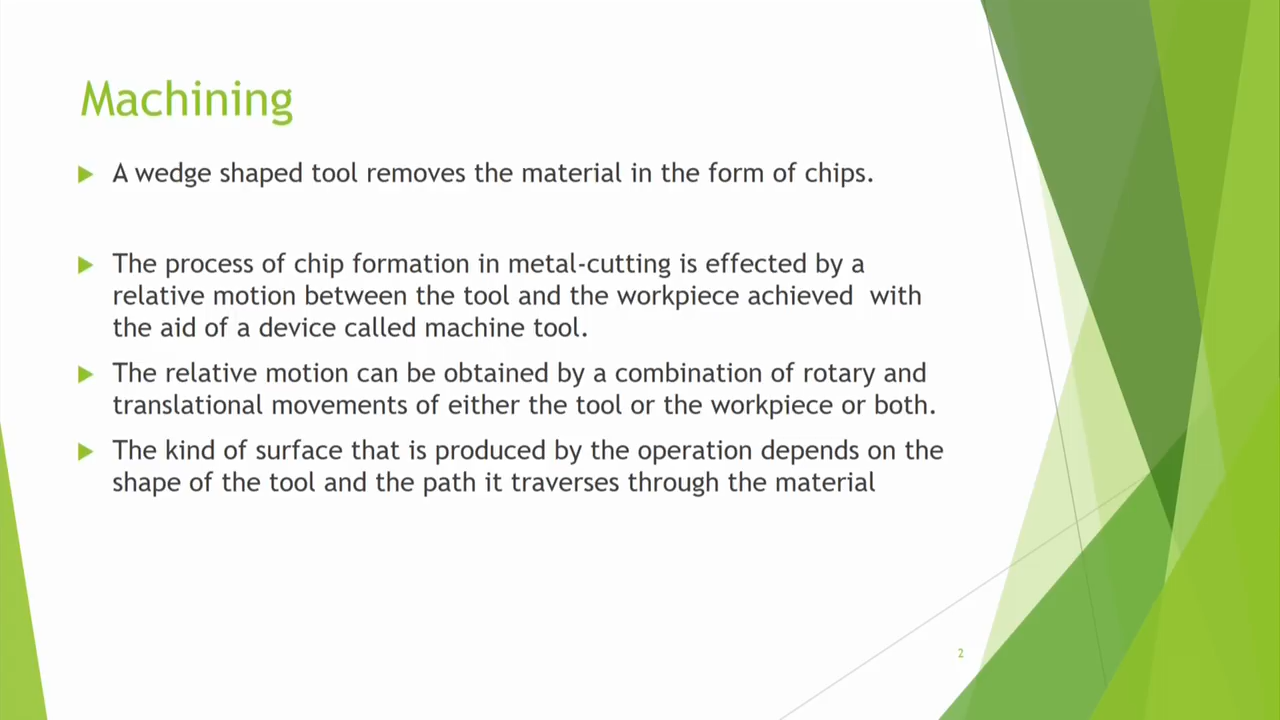 Machining
A wedge shaped tool removes the material in the form of chips.
The process of chip formation in metal-cutting is effected by a
relative motion between the tool and the workpiece achieved  with
the aid of a device called machine tool.
The relative motion can be obtained by a combination of rotary and
translational movements of either the tool or the workpiece or both.
The kind of surface that is produced by the operation depends on the
shape of the tool and the path it traverses through the material
2